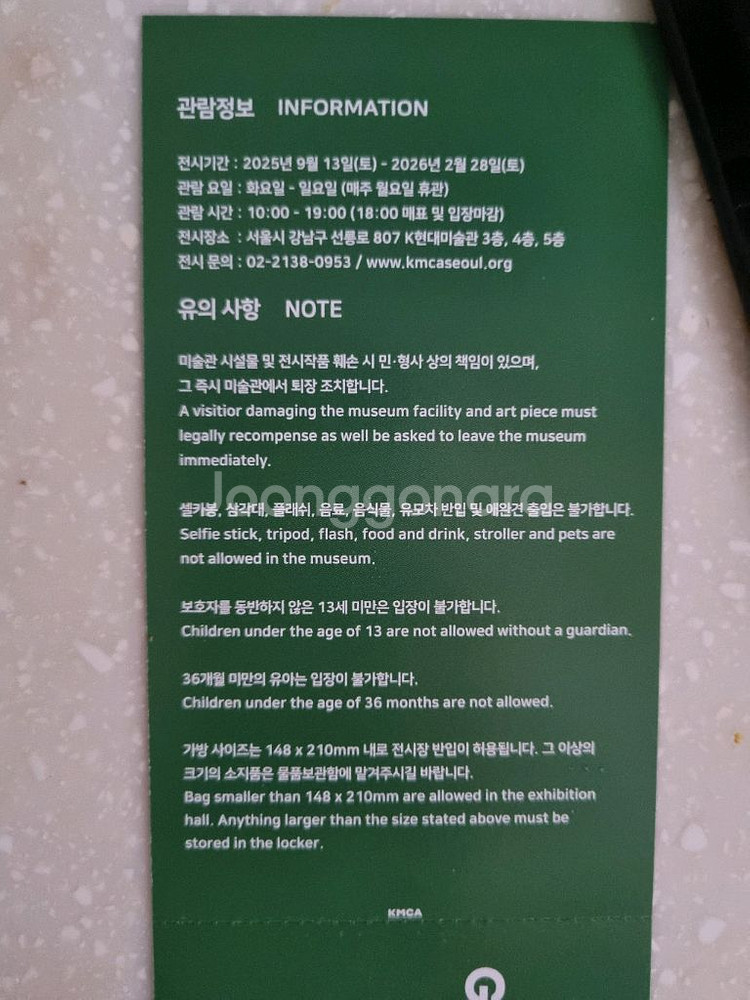 관람정보 INFORMATION
전시기간 : 2025년 9월 13일(토) - 2026년 2월 28일(토)
관람 요일 : 화요일 - 일요일 (매주 월요일 휴관)
관람 시간 : 10:00 - 19:00 (18:00 매표 및 입장마감)
전시장소 : 서울시 강남구 선릉로 807 K현대미술관 3층, 4층, 5층
전시 문의 : 02-2138-0953 / www.kmcaseoul.org
유의 사항 NOTE
미술관 시설물 및 전시작품 훼손 시 민·형사 상의 책임이 있으며,
그 즉시 미술관에서 퇴장 조치합니다.
A visitior damaging the museum facility and art piece must
legally recompense as well be asked to leave the museum
immediately.
Joonggonara
셀카봉, 삼각대, 플래쉬, 음료, 음식물, 유모차 반입 및 애완견 출입은 불가합니다.
Selfie stick, tripod, flash, food and drink, stroller and pets are
not allowed in the museum.
보호자를 동반하지 않은 13세 미만은 입장이 불가합니다.
Children under the age of 13 are not allowed without a guardian.
36개월 미만의 유아는 입장이 불가합니다.
Children under the age of 36 months are not allowed.
가방 사이즈는 148 x 210mm 내로 전시장 반입이 허용됩니다. 그 이상의
크기의 소지품은 물품보관함에 맡겨주시길 바랍니다.
Bag smaller than 148 x 210mm are allowed in the exhibition
hall. Anything larger than the size stated above must be
stored in the locker.
KMCA
G